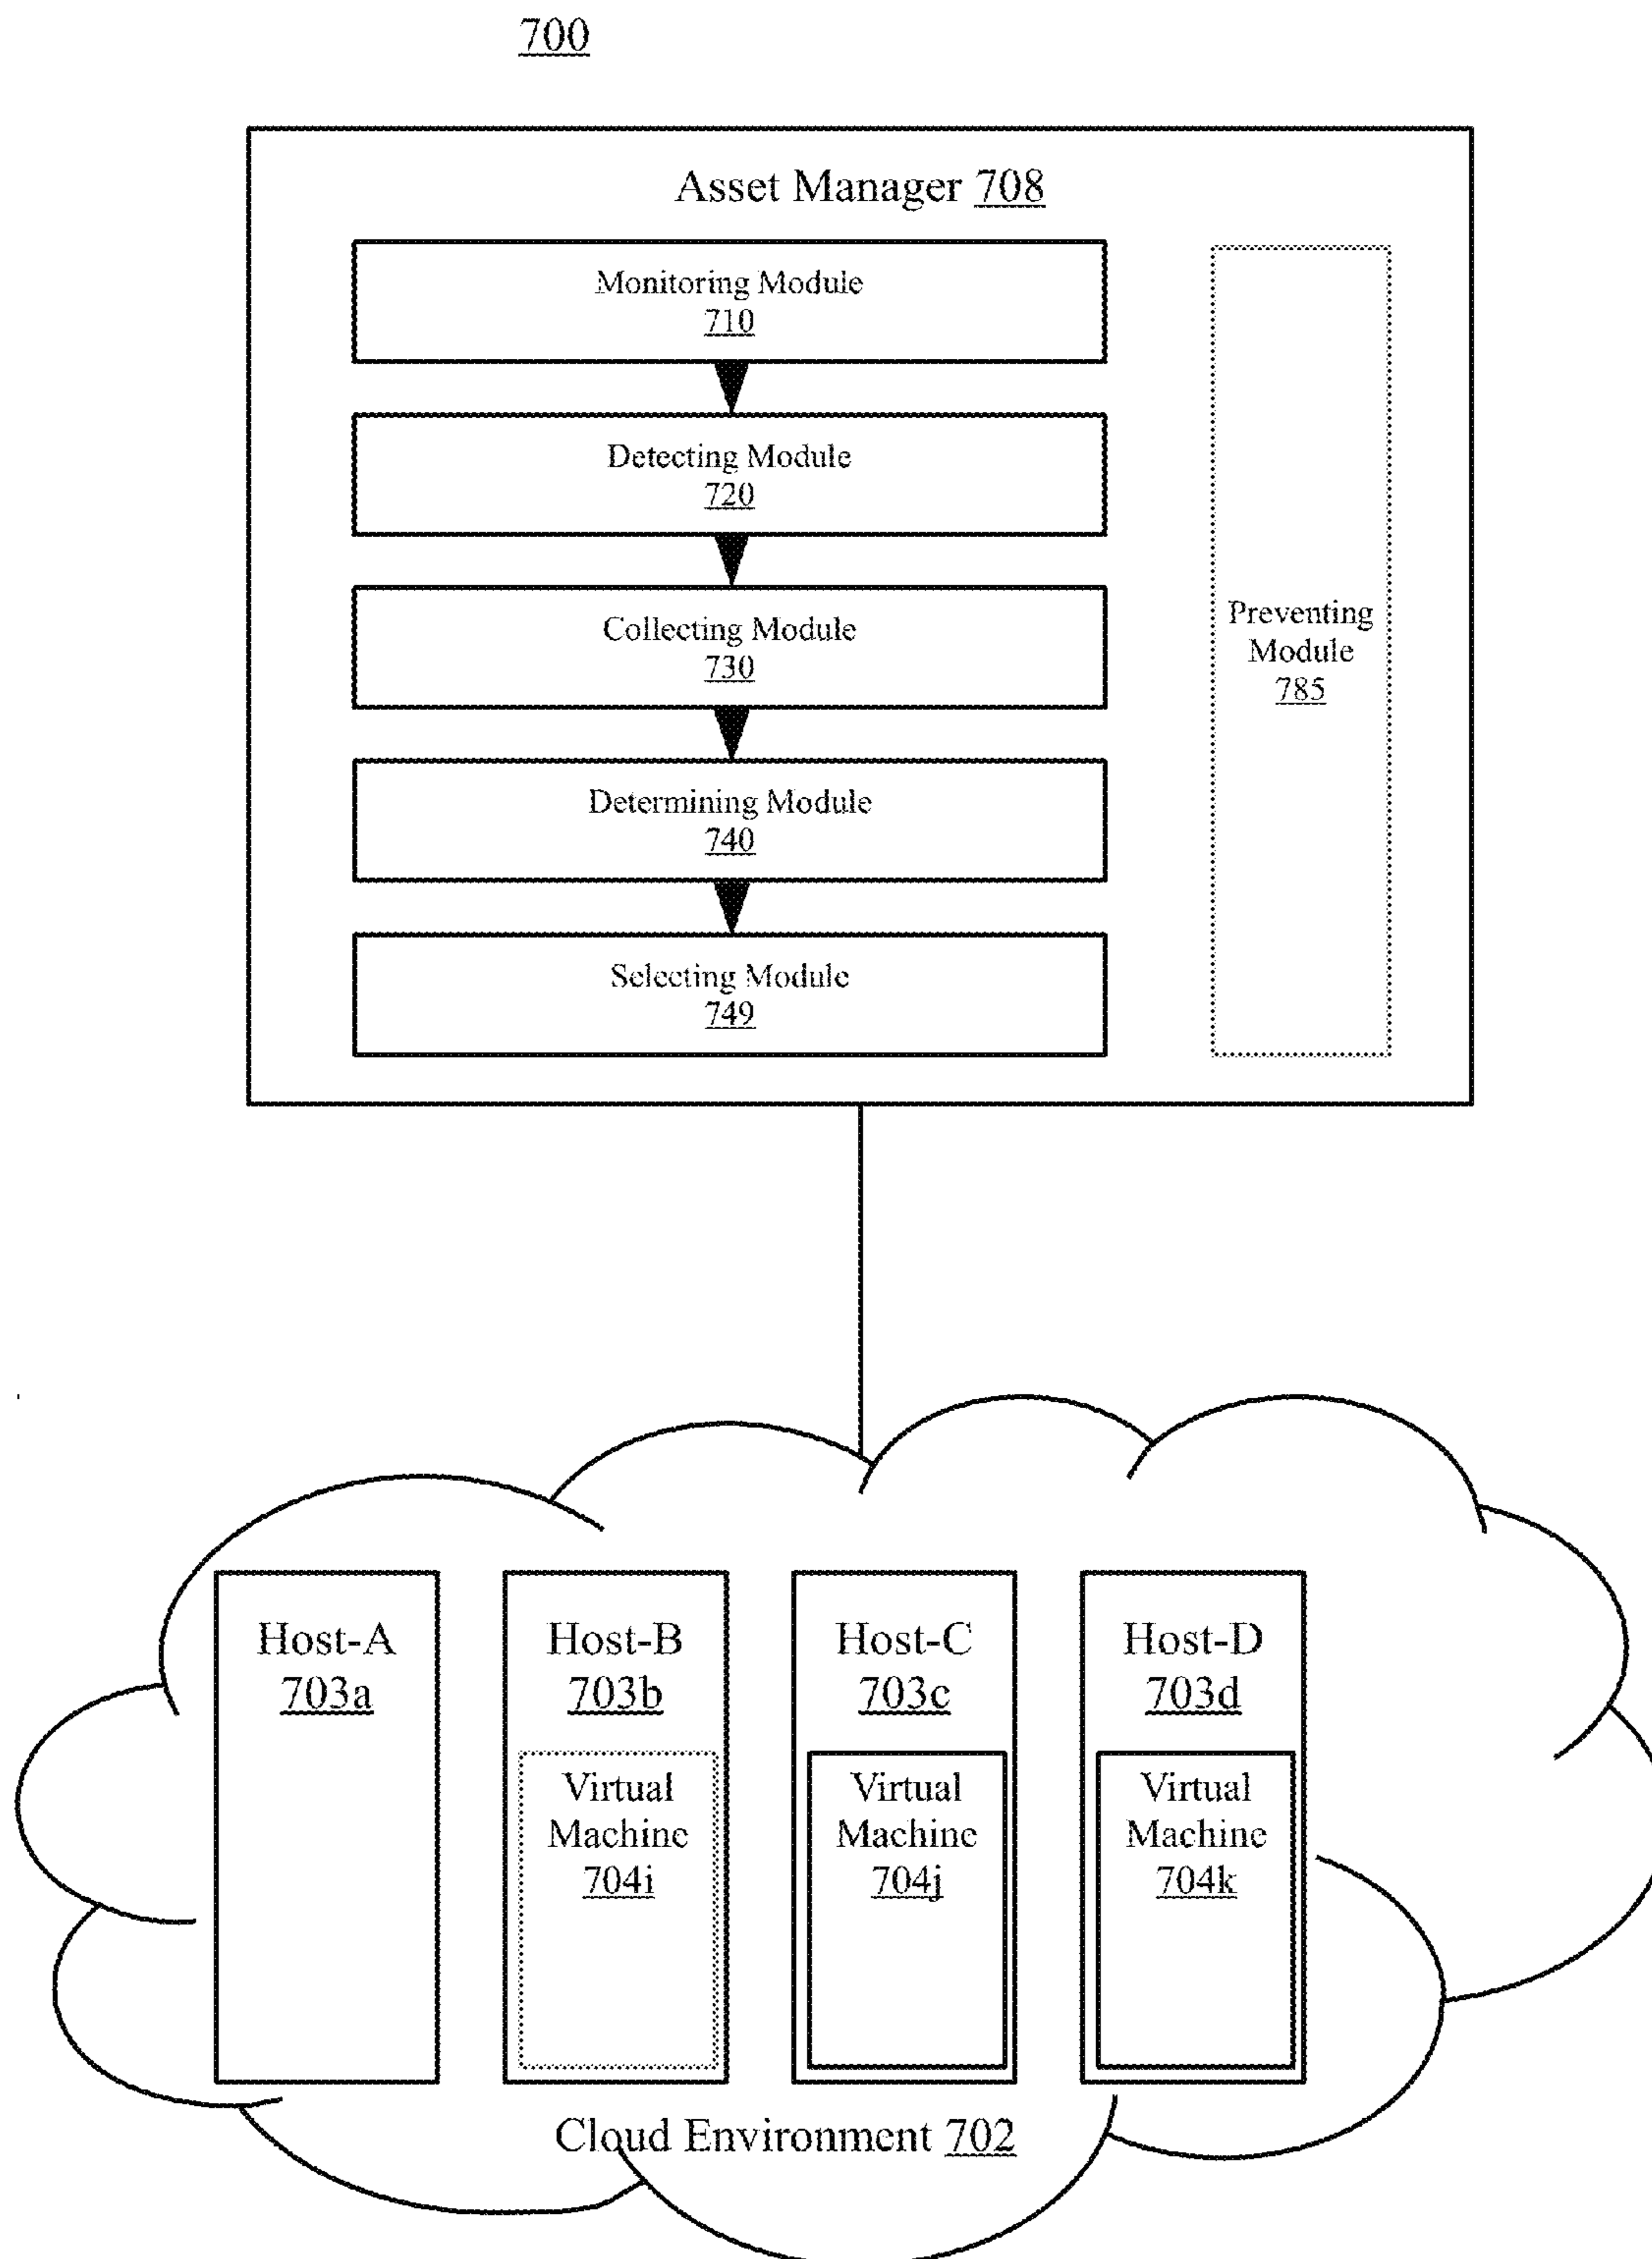 700
Asset Manager 708
Monitoring Module
710
Detecting Module
720
Collecting Module
730
Determining Module
740
Selecting Module
749
Preventing
Module
785
Host-A
703a
Host-B
703b
Virtual
Machine
704i
Host-C
703c
Virtual
Machine
704j
Host-D
703d
Virtual
Machine
704k
Cloud Environment 702